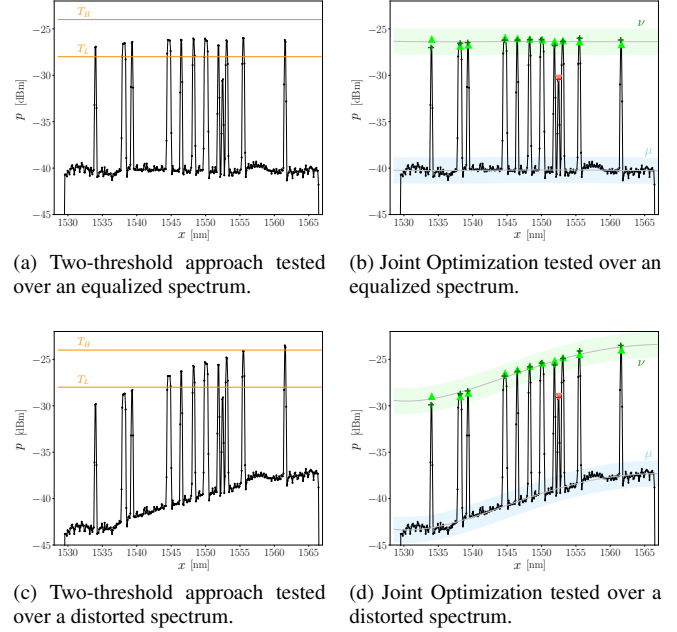 T_H
T_L
p [dBm]
−25
−30
−35
−40
−45
1530 1535 1540 1545 1550 1555 1560 1565
x [nm]
ν
μ
p [dBm]
−25
−30
−35
−40
−45
1530 1535 1540 1545 1550 1555 1560 1565
x [nm]
(a) Two-threshold approach tested
over an equalized spectrum.
(b) Joint Optimization tested over an
equalized spectrum.
T_H
T_L
p [dBm]
−25
−30
−35
−40
−45
1530 1535 1540 1545 1550 1555 1560 1565
x [nm]
ν
μ
p [dBm]
−25
−30
−35
−40
−45
1530 1535 1540 1545 1550 1555 1560 1565
x [nm]
(c) Two-threshold approach tested
over a distorted spectrum.
(d) Joint Optimization tested over a
distorted spectrum.